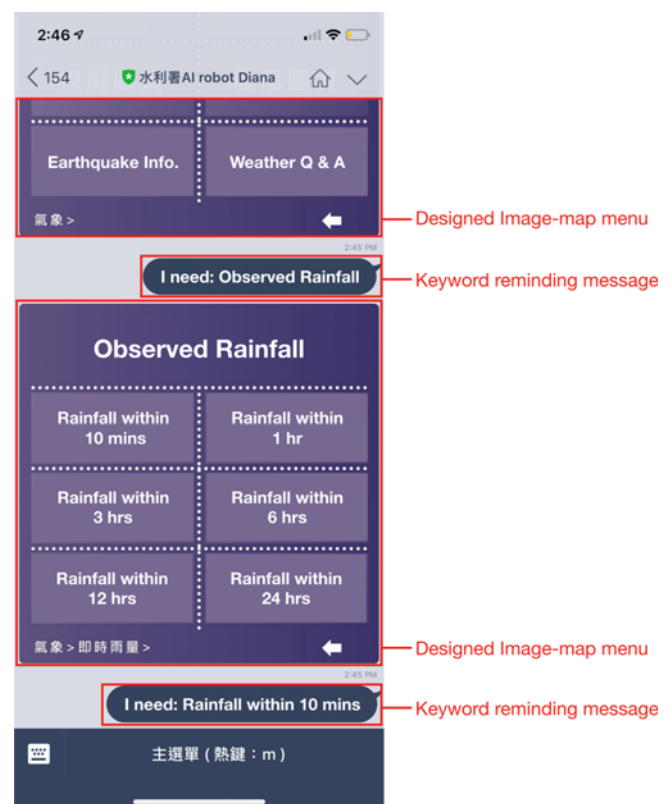 2:46
154
水利署AI robot Diana
Earthquake Info.
Weather Q & A
氣象 >
Designed Image-map menu
2:45 PM
I need: Observed Rainfall
Keyword reminding message
Observed Rainfall
Rainfall within
10 mins
Rainfall within
1 hr
Rainfall within
3 hrs
Rainfall within
6 hrs
Rainfall within
12 hrs
Rainfall within
24 hrs
氣象 > 即時雨量 >
Designed Image-map menu
2:45 PM
I need: Rainfall within 10 mins
Keyword reminding message
主選單 ( 熱鍵：m )